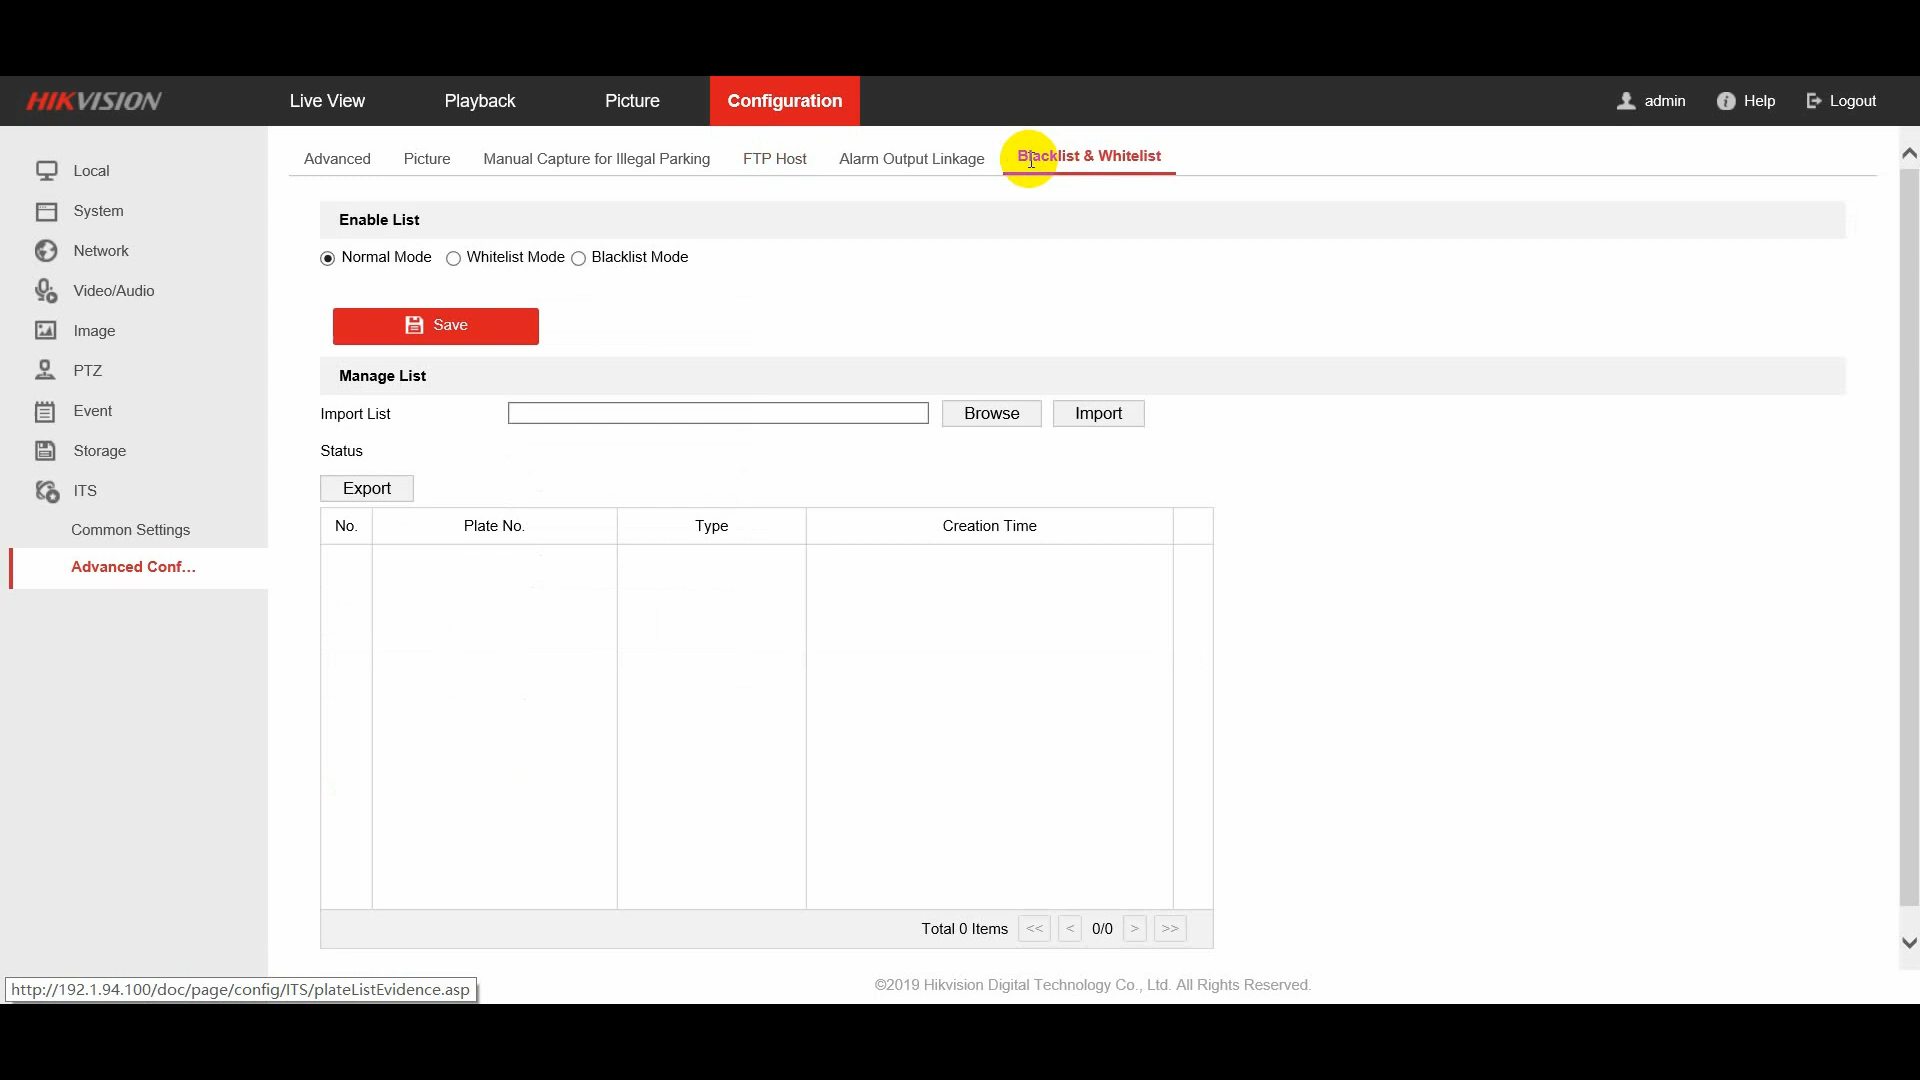 HIKVISION
Live View
Playback
Picture
Configuration
admin
Help
Logout
Local
System
Network
Video/Audio
Image
PTZ
Event
Storage
ITS
Common Settings
Advanced Conf...
Advanced
Picture
Manual Capture for Illegal Parking
FTP Host
Alarm Output Linkage
Blacklist & Whitelist
Enable List
Normal Mode
Whitelist Mode
Blacklist Mode
Save
Manage List
Import List
Browse
Import
Status
Export
No.
Plate No.
Type
Creation Time
Total 0 Items << < 0/0 > >>
©2019 Hikvision Digital Technology Co., Ltd. All Rights Reserved.
http://192.1.94.100/doc/page/config/ITS/plateListEvidence.asp